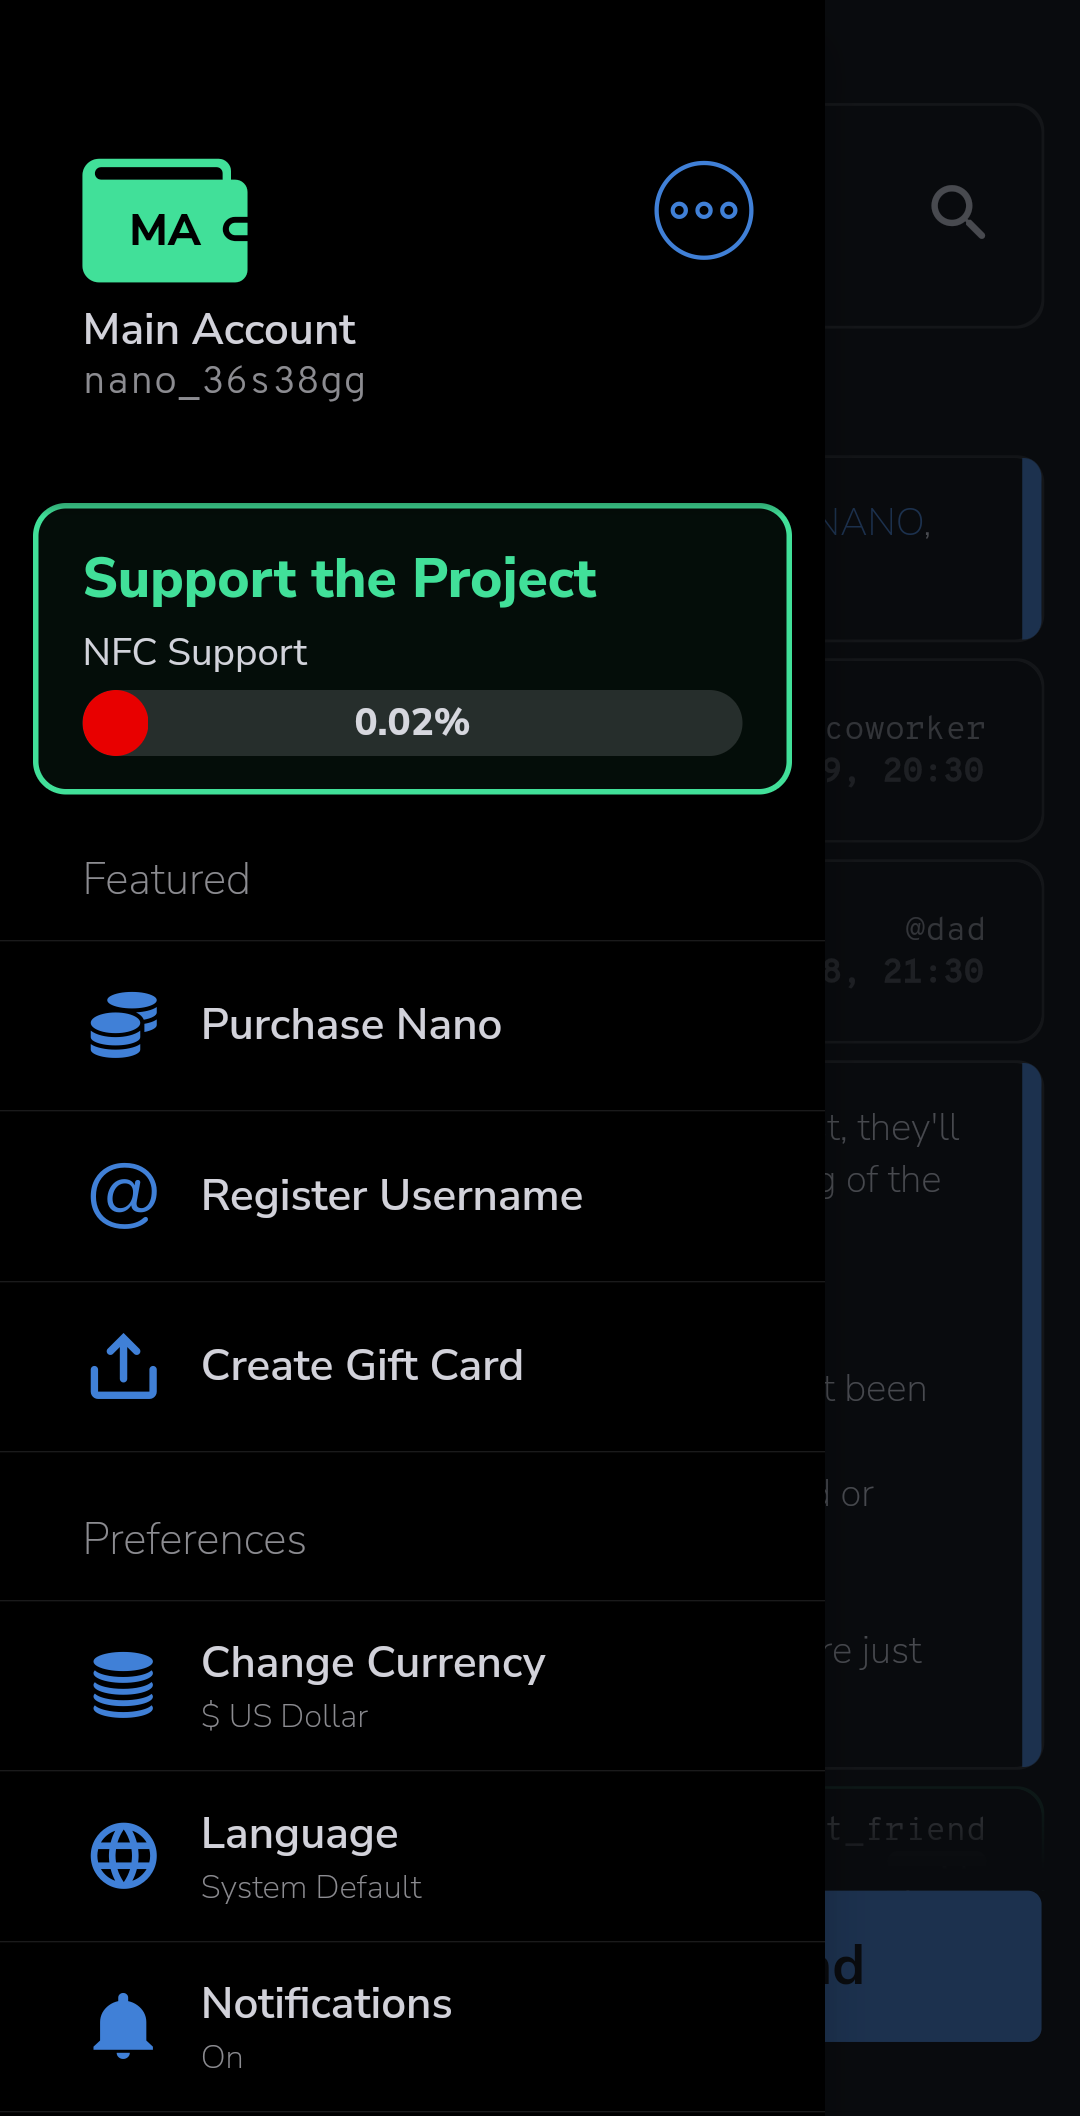 MA
Main Account
nano_36s38gg
Support the Project
NFC Support
0.02%
Featured
Purchase Nano
Register Username
Create Gift Card
Preferences
Change Currency
$ US Dollar
Language
System Default
Notifications
On
NANO,
coworker
9, 20:30
@dad
8, 21:30
t, they'll
g of the
t been
d or
re just
t_friend
nd